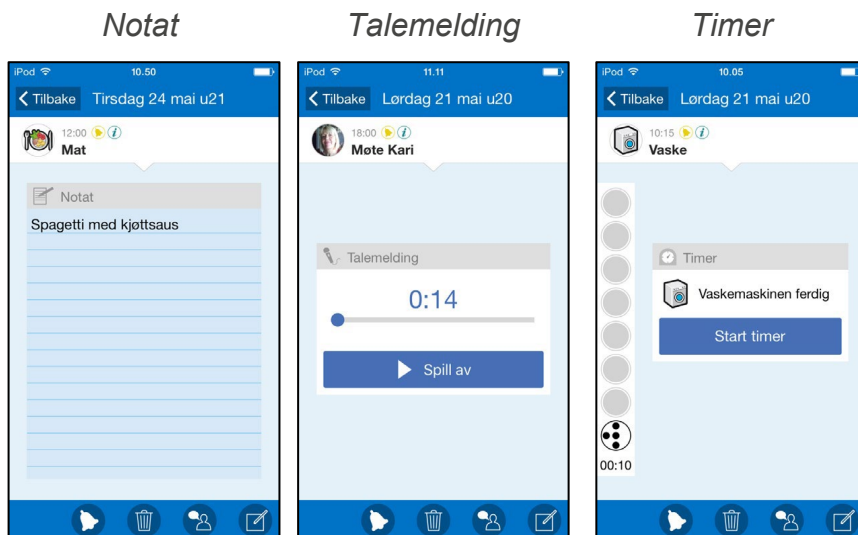 Notat
Talemelding
Timer
iPod 10.50
Tilbake Tirsdag 24 mai u21
12:00 i
Mat
Notat
Spagetti med kjøttsaus
iPod 11.11
Tilbake Lørdag 21 mai u20
18:00 i
Møte Kari
Talemelding
0:14
Spill av
iPod 10.05
Tilbake Lørdag 21 mai u20
10:15 i
Vaske
Timer
Vaskemaskinen ferdig
Start timer
00:10